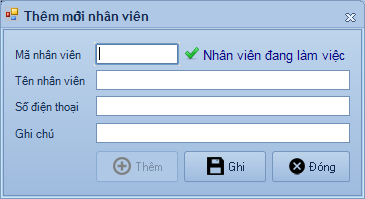 Thêm mới nhân viên
Mã nhân viên Nhân viên đang làm việc
Tên nhân viên
Số điện thoại
Ghi chú
Thêm Ghi Đóng